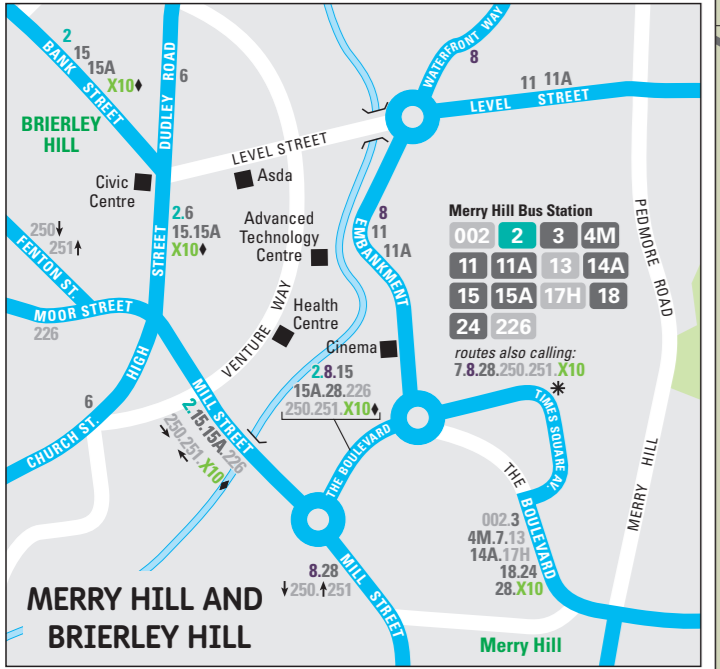 2
15
15A
X10♦
BANK STREET
DUDLEY ROAD
6
BRIERLEY
HILL
WATERFRONT WAY
8
11 11A
LEVEL STREET
LEVEL STREET
Civic
Centre
Asda
2.6
15.15A
X10♦
Advanced
Technology
Centre
8
11
11A
EMBANKMENT
Merry Hill Bus Station
002 2 3 4M
11 11A 13 14A
15 15A 17H 18
24 226
routes also calling:
7.8.28.250.251.X10
PEDMORE ROAD
250↓
251↑
FENTON ST.
MOOR STREET
226
HIGH STREET
Health
Centre
VENTURE WAY
Cinema
2.8.15
15A.28.226
250.251.X10♦
6
CHURCH ST.
MILL STREET
2.15.15A.226
250.251.X10♦
THE BOULEVARD
TIMES SQUARE AV.
THE BOULEVARD
MERRY HILL
002.3
4M.7.13
14A.17H
18.24
28.X10
8.28
↓250.↑251
MILL STREET
MERRY HILL AND
BRIERLEY HILL
Merry Hill